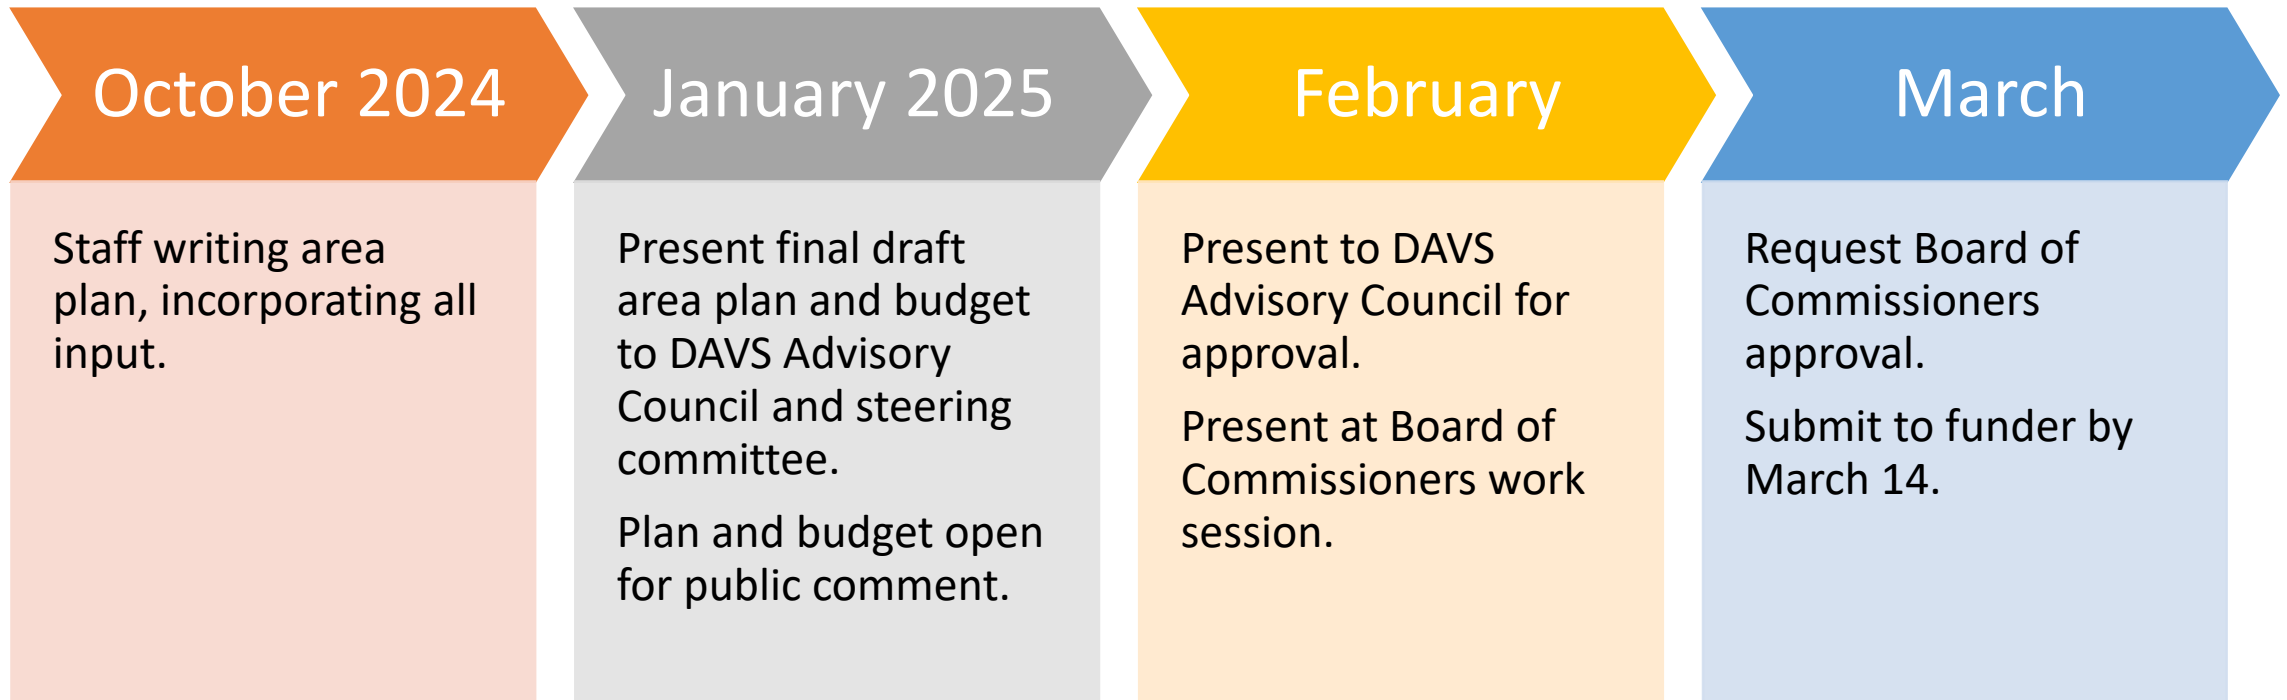 October 2024
Staff writing area
plan, incorporating all
input.
January 2025
Present final draft
area plan and budget
to DAVS Advisory
Council and steering
committee.
Plan and budget open
for public comment.
February
Present to DAVS
Advisory Council for
approval.
Present at Board of
Commissioners work
session.
March
Request Board of
Commissioners
approval.
Submit to funder by
March 14.